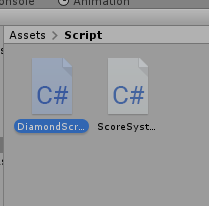 onsole Animation
Assets > Script
C# C#
DiamondScr... ScoreSyst...